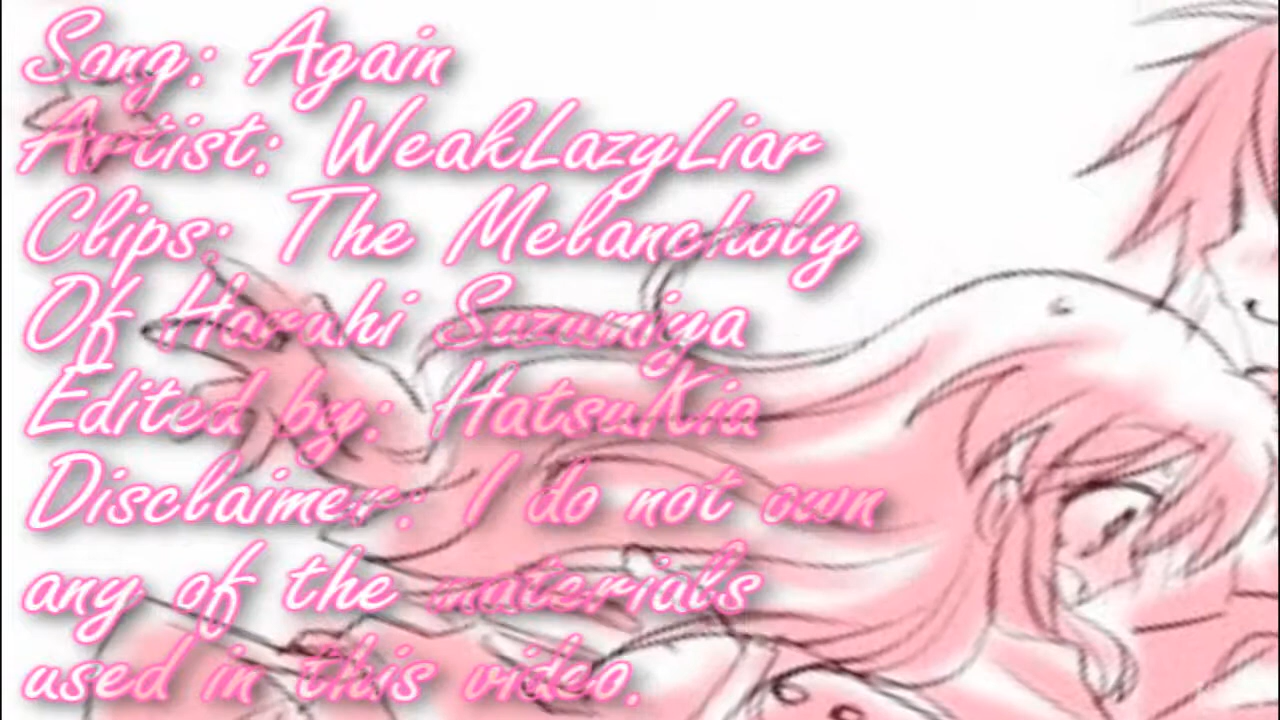 Song: Again
Artist: WeakLazyLiar
Clips: The Melancholy
Of Haruhi Suzumiya
Edited by: HatsuKia
Disclaimer: I do not own
any of the materials
used in this video.